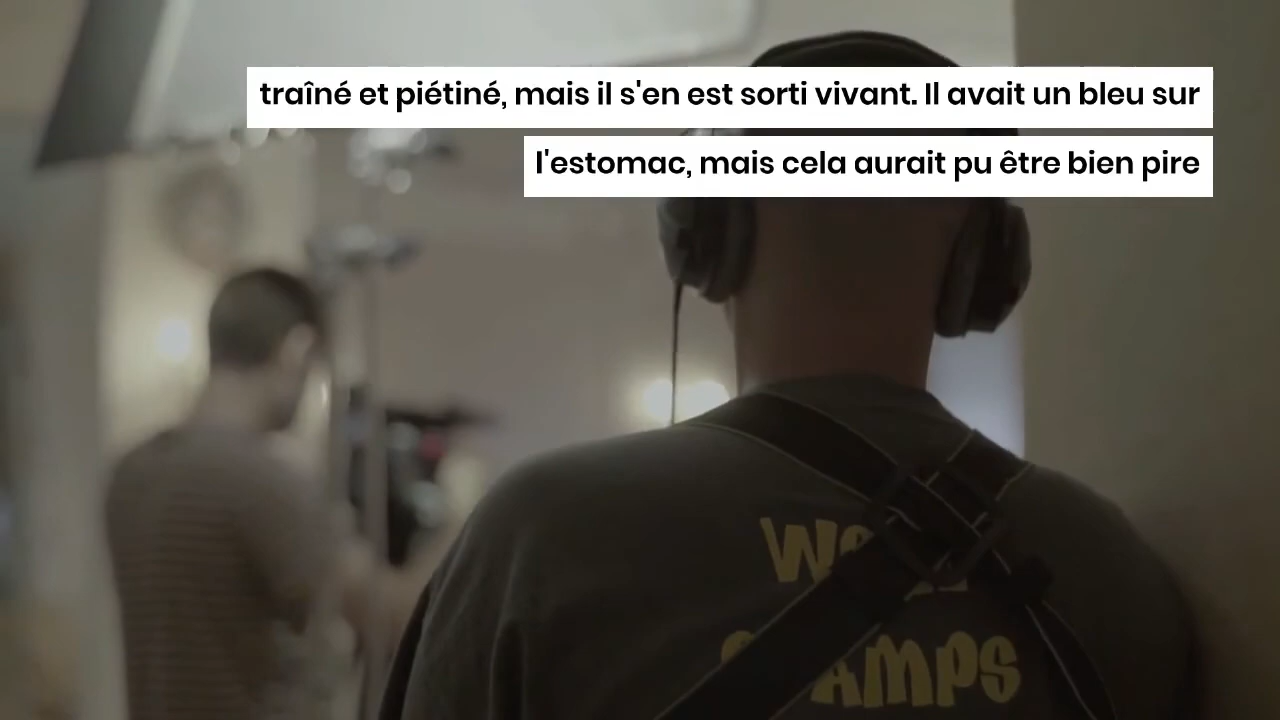 traîné et piétiné, mais il s'en est sorti vivant. Il avait un bleu sur
l'estomac, mais cela aurait pu être bien pire